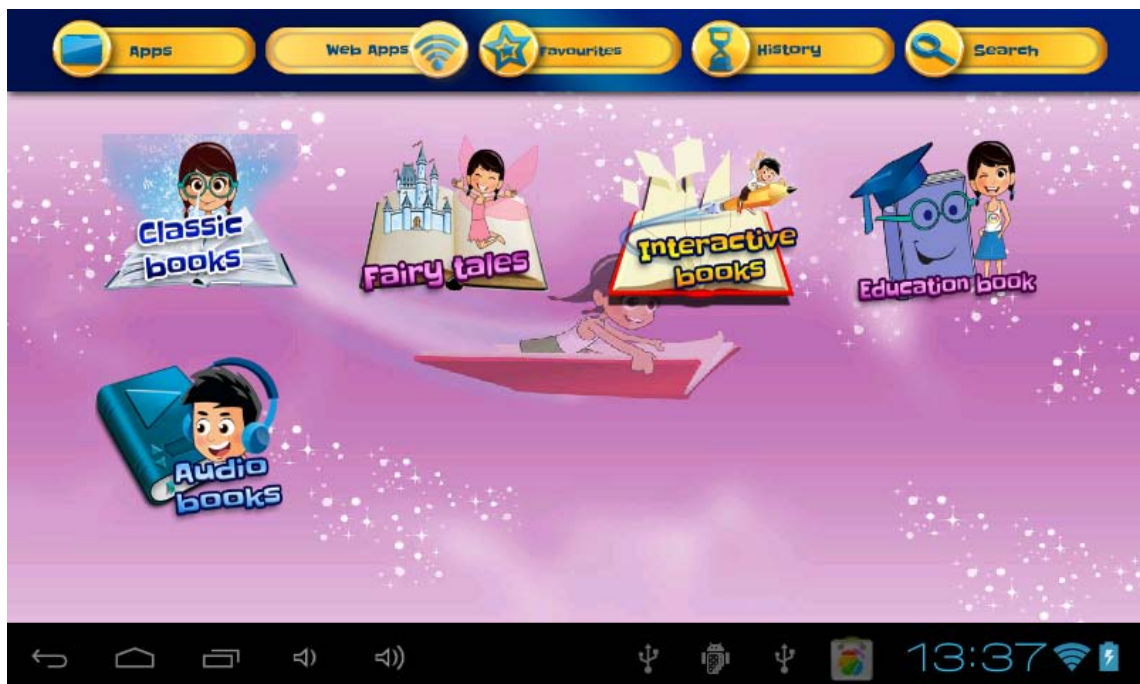 Apps
Web Apps
Favourites
History
Search
Classic
books
Fairy tales
Interactive
books
Education book
Audio
books
13:37